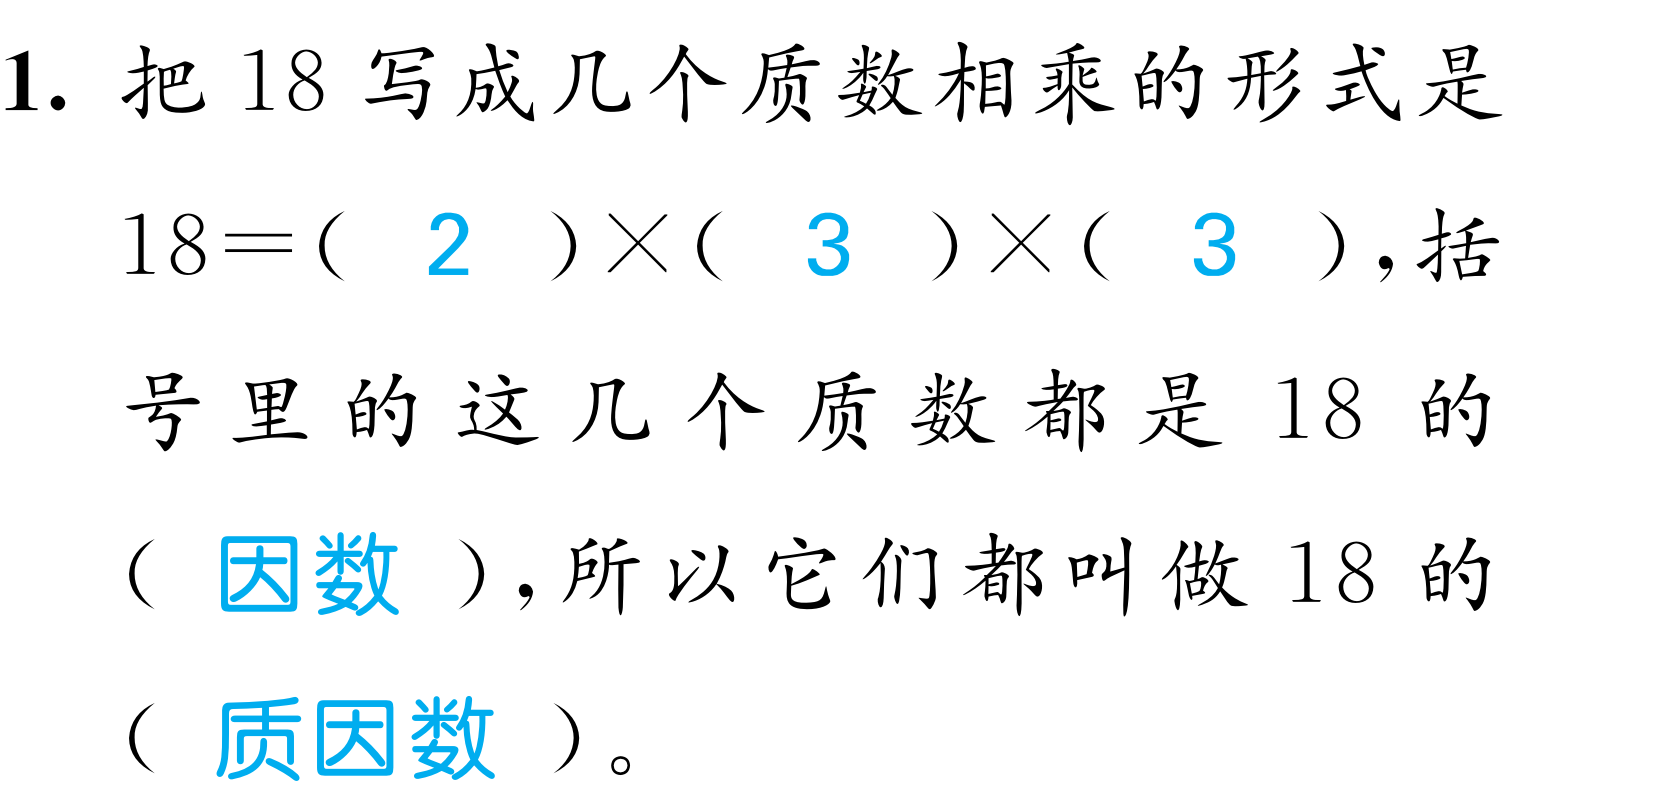 1. 把 18 写成几个质数相乘的形式是
18=( 2 )×( 3 )×( 3 ),括
号里的这几个质数都是 18 的
( 因数 ),所以它们都叫做 18 的
( 质因数 )。